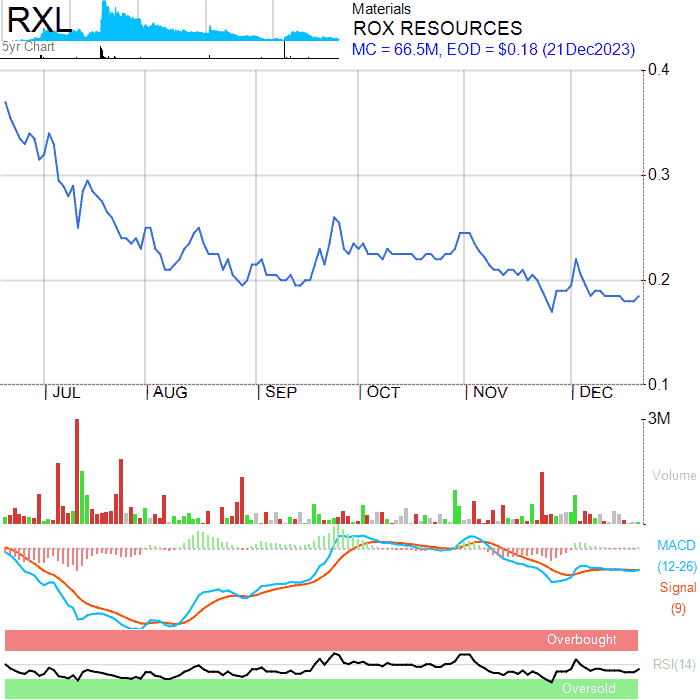 RXL
5yr Chart
Materials
ROX RESOURCES
MC = 66.5M, EOD = $0.18 (21Dec2023)
0.4
0.3
0.2
0.1
JUL AUG SEP OCT NOV DEC
3M
Volume
MACD
(12-26)
Signal
(9)
Overbought
RSI(14)
Oversold